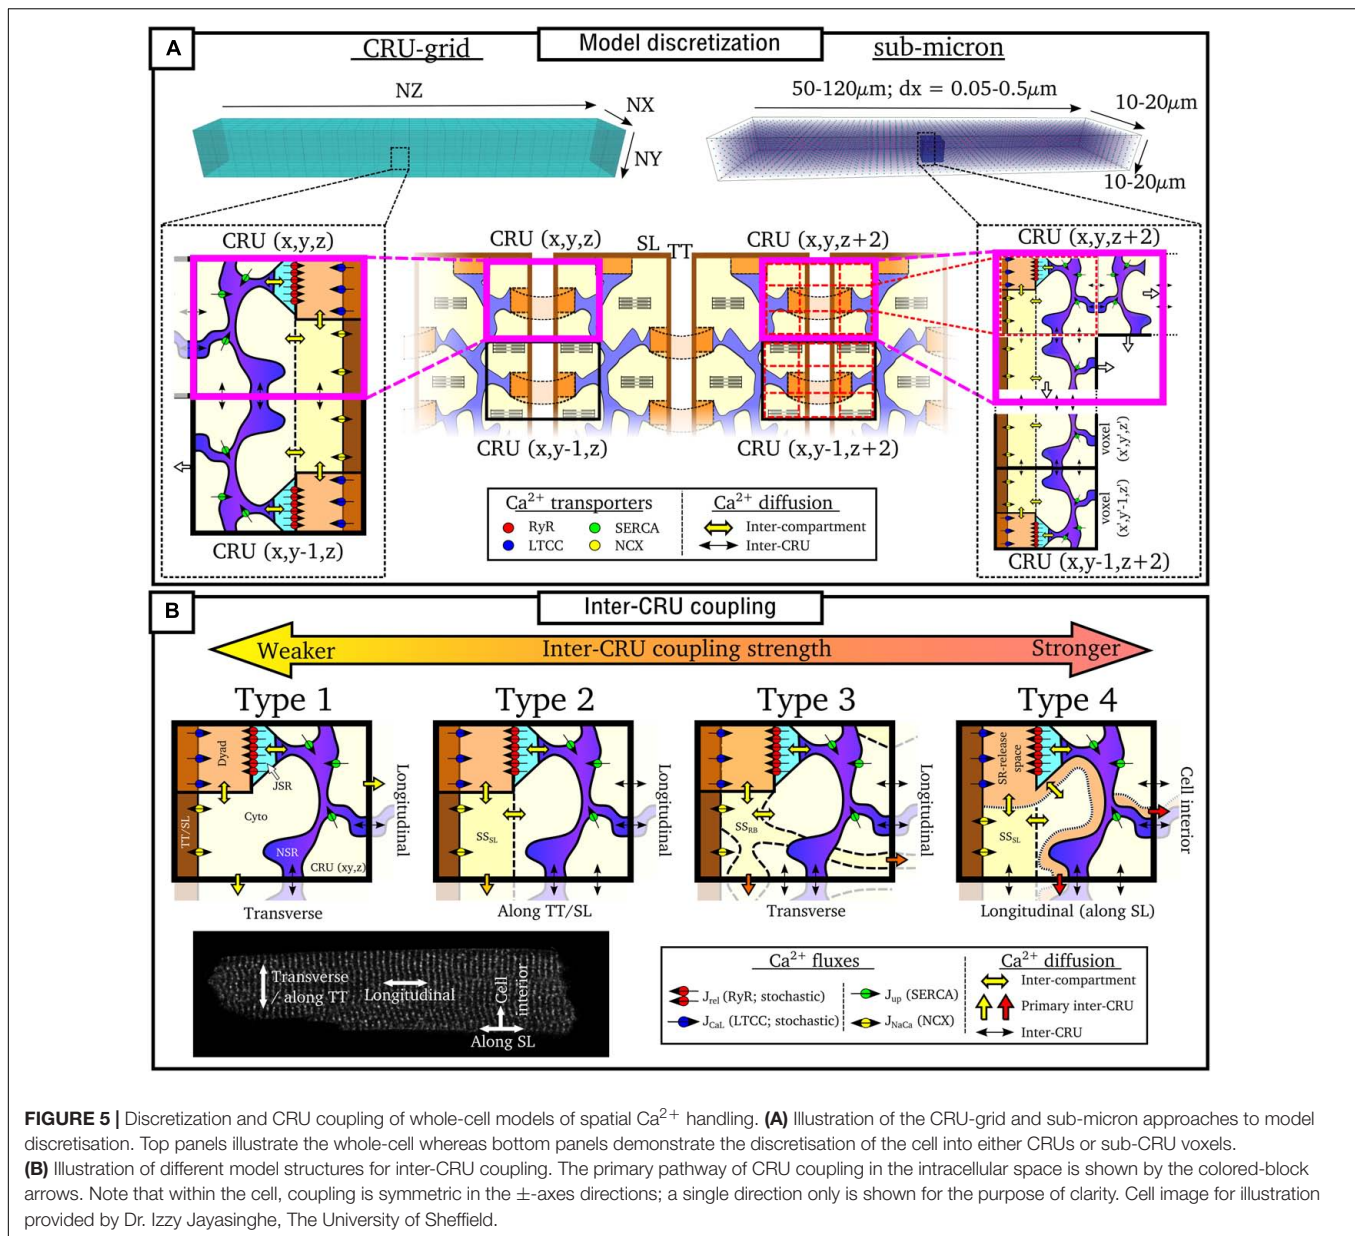 A
Model discretization
CRU-grid
sub-micron
NZ
NX
NY
50-120μm; dx = 0.05-0.5μm
10-20μm
10-20μm
CRU (x,y,z)
CRU (x,y,z)
SL
TT
CRU (x,y,z+2)
CRU (x,y,z+2)
CRU (x,y-1,z)
CRU (x,y-1,z)
CRU (x,y-1,z+2)
voxel
(x',y',z')
voxel
(x',y'-1,z')
CRU (x,y-1,z+2)
Ca²⁺ transporters
RyR
SERCA
LTCC
NCX
Ca²⁺ diffusion
Inter-compartment
Inter-CRU
B
Inter-CRU coupling
Weaker
Inter-CRU coupling strength
Stronger
Type 1
Type 2
Type 3
Type 4
Dyad
JSR
TT/SL
Cyto
NSR
CRU (xy,z)
Longitudinal
Transverse
SS_SL
Longitudinal
Along TT/SL
SS_RB
Longitudinal
Transverse
SR-release
space
SS_SL
Cell interior
Longitudinal (along SL)
Transverse
/ along TT
Longitudinal
Cell
interior
Along SL
Ca²⁺ fluxes
J_rel (RyR; stochastic)
J_up (SERCA)
J_CaL (LTCC; stochastic)
J_NaCa (NCX)
Ca²⁺ diffusion
Inter-compartment
Primary inter-CRU
Inter-CRU
FIGURE 5 | Discretization and CRU coupling of whole-cell models of spatial Ca²⁺ handling. (A) Illustration of the CRU-grid and sub-micron approaches to model
discretisation. Top panels illustrate the whole-cell whereas bottom panels demonstrate the discretisation of the cell into either CRUs or sub-CRU voxels.
(B) Illustration of different model structures for inter-CRU coupling. The primary pathway of CRU coupling in the intracellular space is shown by the colored-block
arrows. Note that within the cell, coupling is symmetric in the ±-axes directions; a single direction only is shown for the purpose of clarity. Cell image for illustration
provided by Dr. Izzy Jayasinghe, The University of Sheffield.